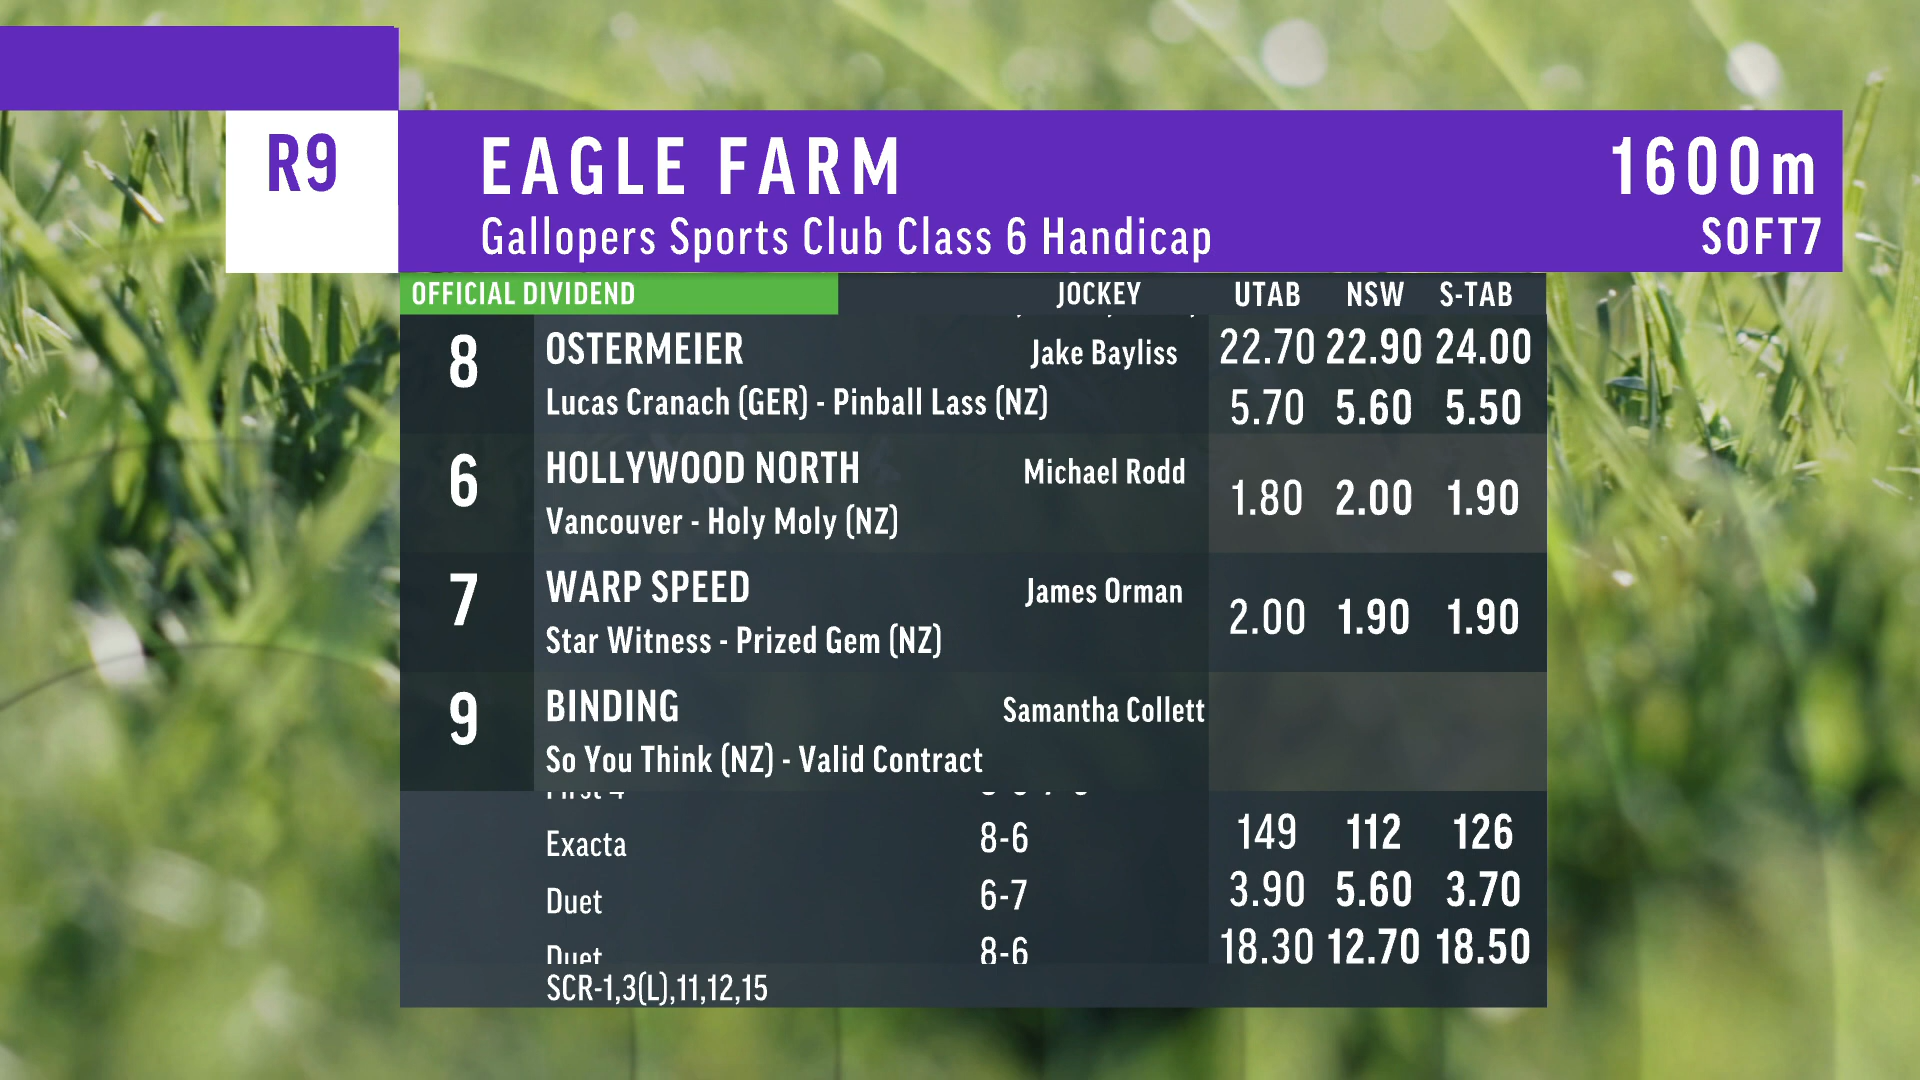 R9
EAGLE FARM
1600m
Gallopers Sports Club Class 6 Handicap
SOFT7
OFFICIAL DIVIDEND JOCKEY UTAB NSW S-TAB
8 OSTERMEIER Jake Bayliss 22.70 22.90 24.00
Lucas Cranach (GER) - Pinball Lass (NZ) 5.70 5.60 5.50
6 HOLLYWOOD NORTH Michael Rodd 1.80 2.00 1.90
Vancouver - Holy Moly (NZ)
7 WARP SPEED James Orman 2.00 1.90 1.90
Star Witness - Prized Gem (NZ)
9 BINDING Samantha Collett
So You Think (NZ) - Valid Contract
Exacta 8-6 149 112 126
Duet 6-7 3.90 5.60 3.70
Duet 8-6 18.30 12.70 18.50
SCR-1,3(L),11,12,15